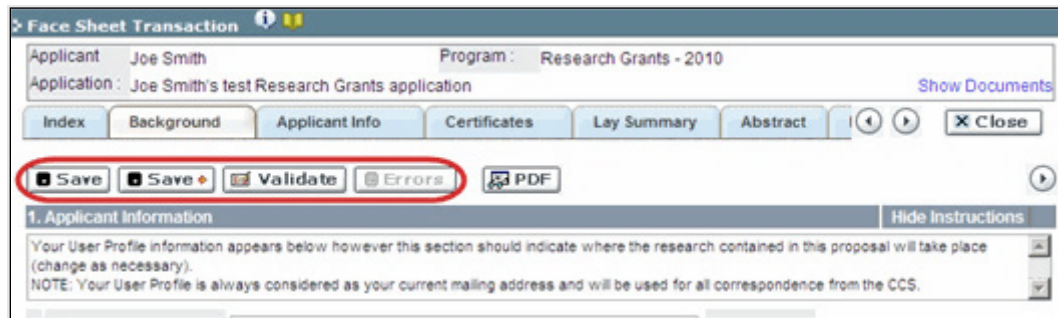 Face Sheet Transaction
Applicant Joe Smith Program : Research Grants - 2010
Application : Joe Smith's test Research Grants application Show Documents
Index Background Applicant Info Certificates Lay Summary Abstract Close
Save Save Validate Errors PDF
1. Applicant Information Hide Instructions
Your User Profile information appears below however this section should indicate where the research contained in this proposal will take place
(change as necessary).
NOTE: Your User Profile is always considered as your current mailing address and will be used for all correspondence from the CCS.